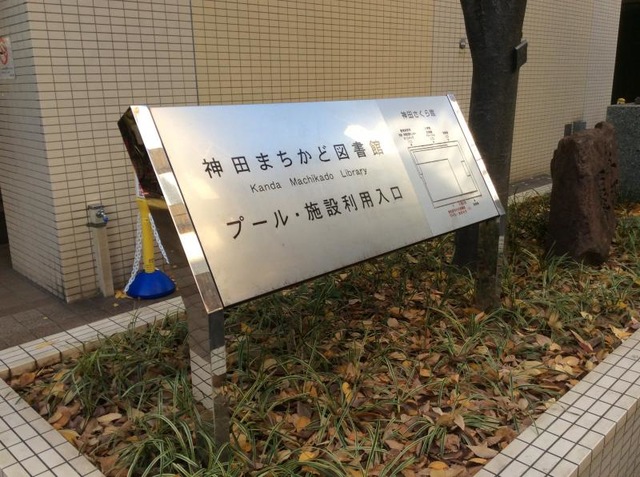 神田まちかど図書館
Kanda Machikado Library
プール・施設利用入口
神田さくら館